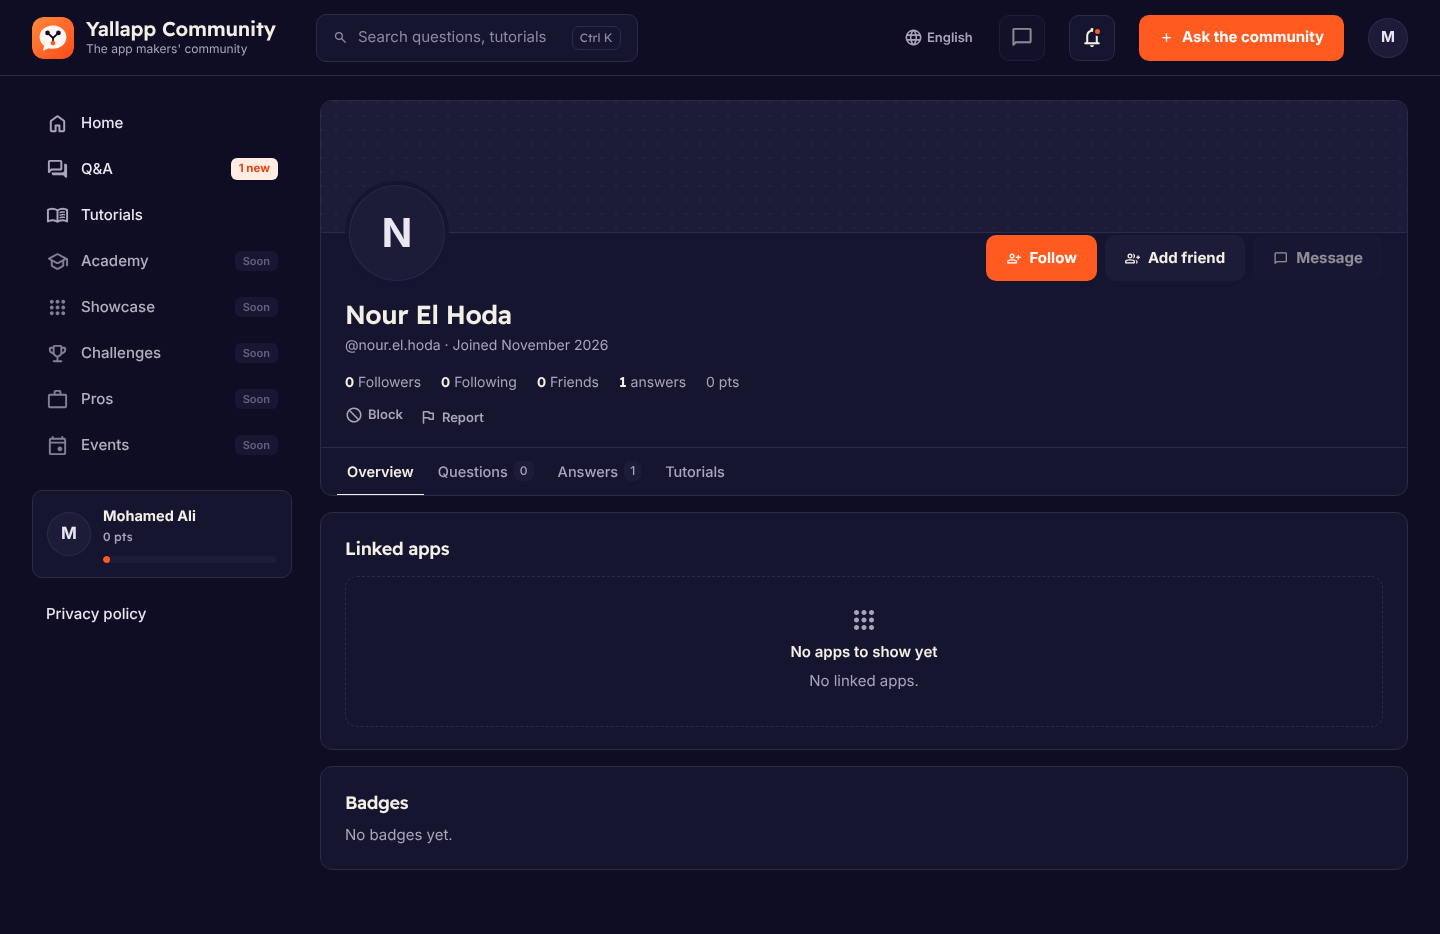 Yallapp Community
The app makers' community
Search questions, tutorials
Ctrl K
English
Ask the community
M
Home
Q&A
1 new
Tutorials
Academy
Soon
Showcase
Soon
Challenges
Soon
Pros
Soon
Events
Soon
M
Mohamed Ali
0 pts
Privacy policy
N
Follow
Add friend
Message
Nour El Hoda
@nour.el.hoda · Joined November 2026
0 Followers 0 Following 0 Friends 1 answers 0 pts
Block
Report
Overview
Questions 0
Answers 1
Tutorials
Linked apps
No apps to show yet
No linked apps.
Badges
No badges yet.